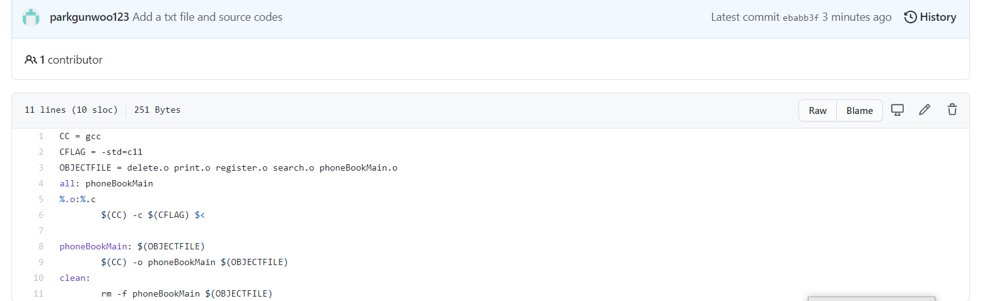 parkgunwoo123 Add a txt file and source codes Latest commit ebabb3f 3 minutes ago History
1 contributor
11 lines (10 sloc) 251 Bytes Raw Blame
1 CC = gcc
2 CFLAG = -std=c11
3 OBJECTFILE = delete.o print.o register.o search.o phoneBookMain.o
4 all: phoneBookMain
5 %.o:%.c
6 $(CC) -c $(CFLAG) $<
7
8 phoneBookMain: $(OBJECTFILE)
9 $(CC) -o phoneBookMain $(OBJECTFILE)
10 clean:
11 rm -f phoneBookMain $(OBJECTFILE)